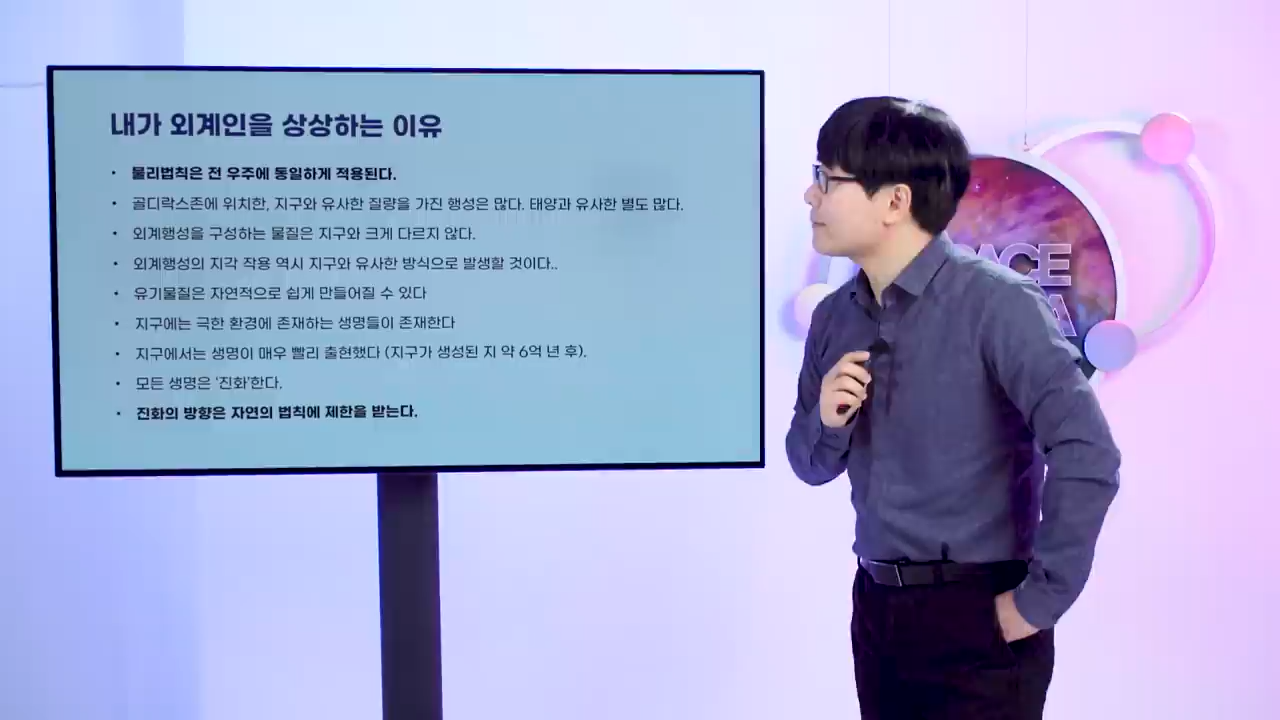 내가 외계인을 상상하는 이유
• 물리법칙은 전 우주에 동일하게 적용된다.
• 골디락스존에 위치한, 지구와 유사한 질량을 가진 행성은 많다. 태양과 유사한 별도 많다.
• 외계행성을 구성하는 물질은 지구와 크게 다르지 않다.
• 외계행성의 지각 작용 역시 지구와 유사한 방식으로 발생할 것이다..
• 유기물질은 자연적으로 쉽게 만들어질 수 있다
• 지구에는 극한 환경에 존재하는 생명들이 존재한다
• 지구에서는 생명이 매우 빨리 출현했다 (지구가 생성된 지 약 6억 년 후).
• 모든 생명은 '진화'한다.
• 진화의 방향은 자연의 법칙에 제한을 받는다.